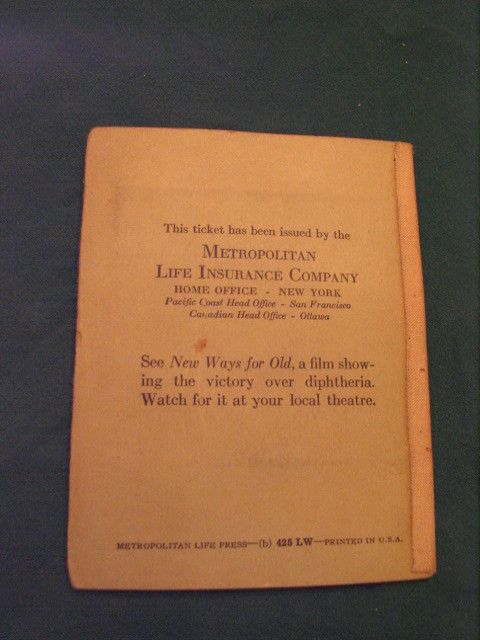 This ticket has been issued by the
METROPOLITAN
LIFE INSURANCE COMPANY
HOME OFFICE - NEW YORK
Pacific Coast Head Office - San Francisco
Canadian Head Office - Ottawa
See New Ways for Old, a film show-
ing the victory over diphtheria.
Watch for it at your local theatre.
METROPOLITAN LIFE PRESS—(b) 425 LW—PRINTED IN U.S.A.